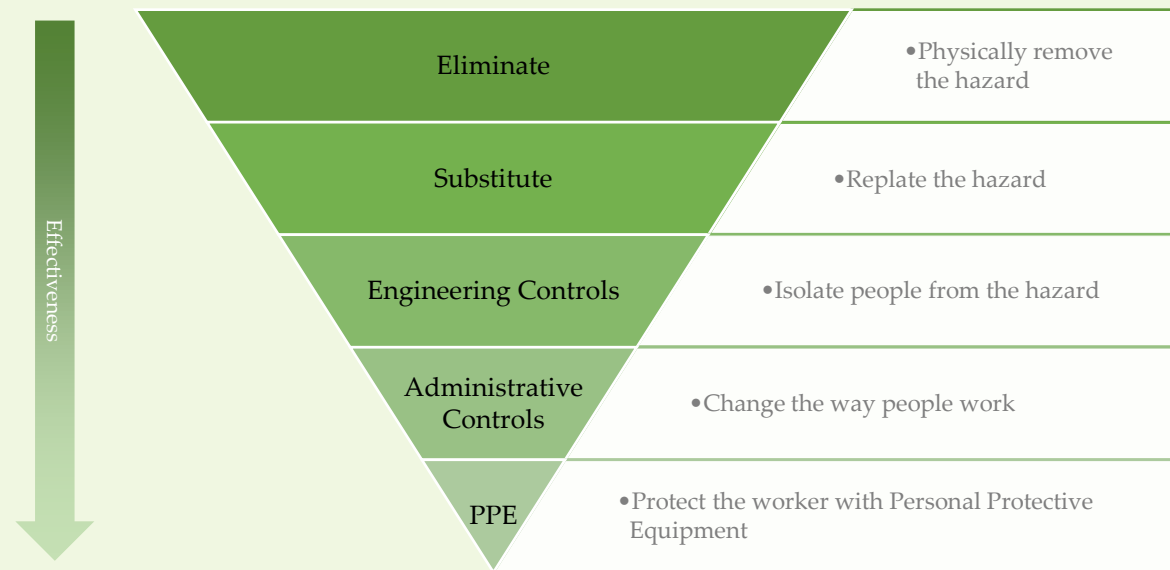 Effectiveness
Eliminate
•Physically remove
the hazard
Substitute
•Replate the hazard
Engineering Controls
•Isolate people from the hazard
Administrative
Controls
•Change the way people work
PPE
•Protect the worker with Personal Protective
Equipment